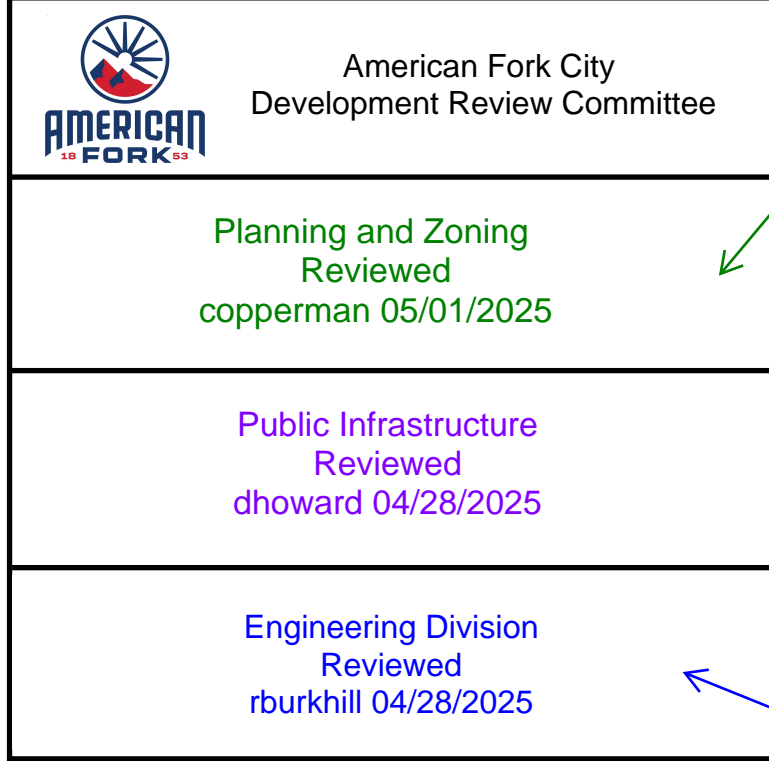 AMERICAN
18 FORK 53
American Fork City
Development Review Committee
Planning and Zoning
Reviewed
copperman 05/01/2025
Public Infrastructure
Reviewed
dhoward 04/28/2025
Engineering Division
Reviewed
rburkhill 04/28/2025